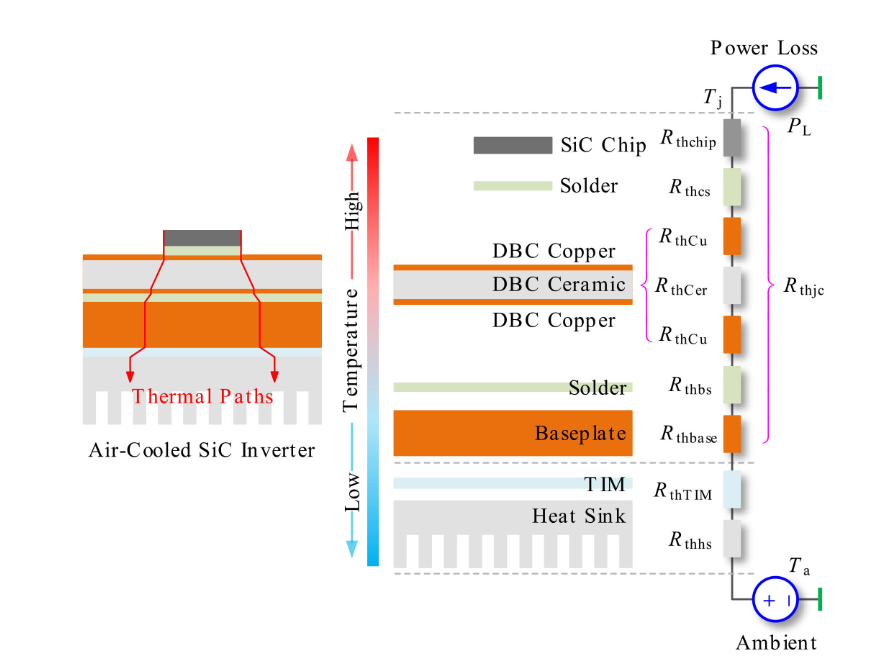 Power Loss
T_j
P_L
SiC Chip
R_thchip
Solder
R_thcs
High
DBC Copper
R_thCu
DBC Ceramic
R_thCer
R_thjc
DBC Copper
R_thCu
Temperature
Thermal Paths
Solder
R_thbs
Air-Cooled SiC Inverter
Baseplate
R_thbase
Low
TIM
R_thTIM
Heat Sink
R_thhs
T_a
+ −
Ambient